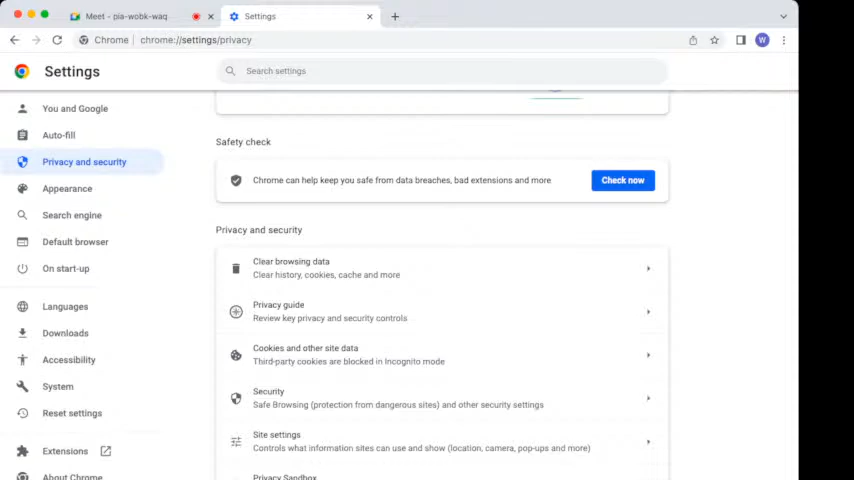 Meet - pia-wobk-waq
Settings
Chrome
chrome://settings/privacy
W
Settings
Search settings
You and Google
Auto-fill
Privacy and security
Appearance
Search engine
Default browser
On start-up
Languages
Downloads
Accessibility
System
Reset settings
Extensions
About Chrome
Safety check
Chrome can help keep you safe from data breaches, bad extensions and more
Check now
Privacy and security
Clear browsing data
Clear history, cookies, cache and more
Privacy guide
Review key privacy and security controls
Cookies and other site data
Third-party cookies are blocked in Incognito mode
Security
Safe Browsing (protection from dangerous sites) and other security settings
Site settings
Controls what information sites can use and show (location, camera, pop-ups and more)
Privacy Sandbox